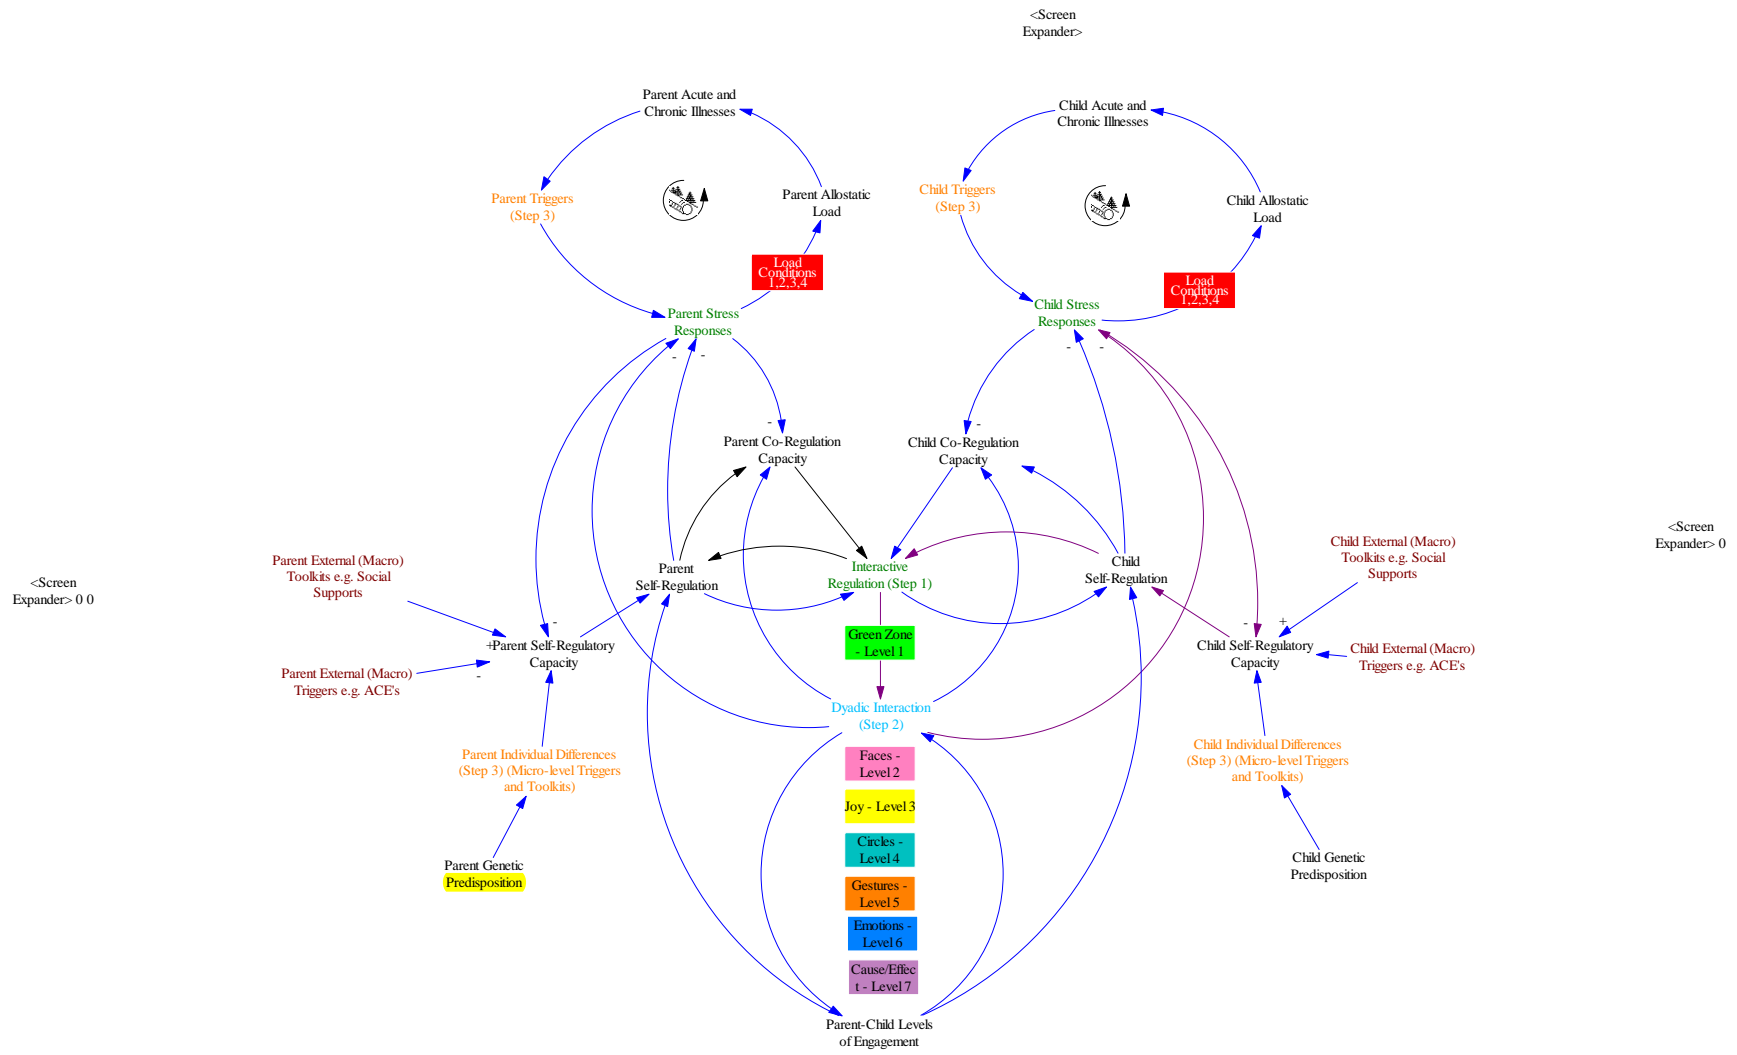 <Screen
Expander>
Parent Acute and
Chronic Illnesses
Child Acute and
Chronic Illnesses
Parent Triggers
(Step 3)
Parent Allostatic
Load
Child Triggers
(Step 3)
Child Allostatic
Load
Load
Conditions
1,2,3,4
Load
Conditions
1,2,3,4
Parent Stress
Responses
Child Stress
Responses
-
-
-
-
-
-
Parent Co-Regulation
Capacity
Child Co-Regulation
Capacity
<Screen
Expander> 0
Parent External (Macro)
Toolkits e.g. Social
Supports
Child External (Macro)
Toolkits e.g. Social
Supports
<Screen
Expander> 0 0
Parent
Self-Regulation
Interactive
Regulation (Step 1)
Child
Self-Regulation
-
-
+
+Parent Self-Regulatory
Capacity
Green Zone
- Level 1
Child Self-Regulatory
Capacity
Parent External (Macro)
Triggers e.g. ACE's
-
Child External (Macro)
Triggers e.g. ACE's
Dyadic Interaction
(Step 2)
Parent Individual Differences
(Step 3) (Micro-level Triggers
and Toolkits)
Child Individual Differences
(Step 3) (Micro-level Triggers
and Toolkits)
Faces -
Level 2
Joy - Level 3
Circles -
Level 4
Parent Genetic
Predisposition
Child Genetic
Predisposition
Gestures -
Level 5
Emotions -
Level 6
Cause/Effec
t - Level 7
Parent-Child Levels
of Engagement